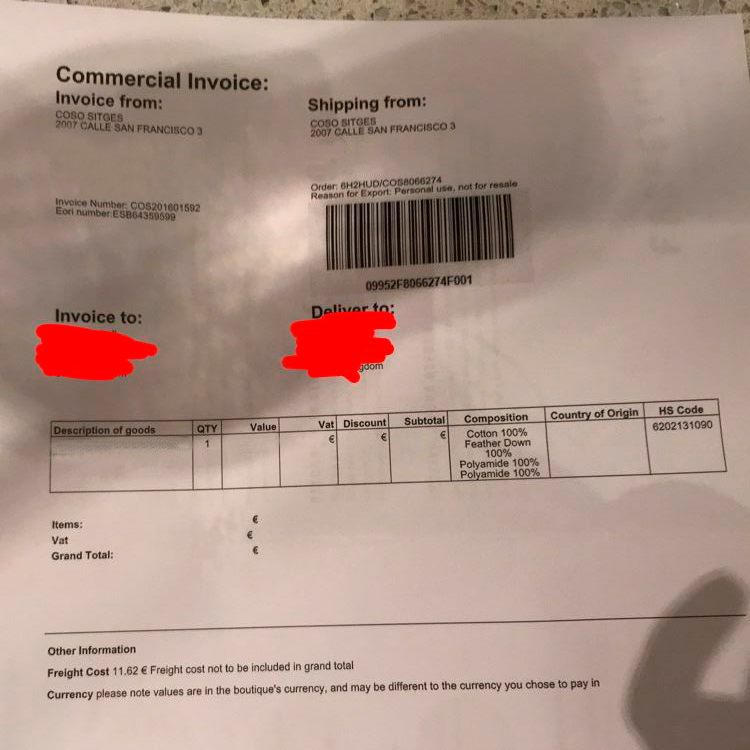 Commercial Invoice:
Invoice from:
COSO SITGES
2007 CALLE SAN FRANCISCO 3
Shipping from:
COSO SITGES
2007 CALLE SAN FRANCISCO 3
Invoice Number: COS201601592
Eori number:ESB64359599
Order: 6H2HUD/COS8066274
Reason for Export: Personal use, not for resale
09952F8066274F001
Invoice to:
Deliver to:
gdom
Description of goods QTY Value Vat Discount Subtotal Composition Country of Origin HS Code
1 € € € Cotton 100% 6202131090
Feather Down
100%
Polyamide 100%
Polyamide 100%
Items: €
Vat €
Grand Total: €
Other Information
Freight Cost 11.62 € Freight cost not to be included in grand total
Currency please note values are in the boutique's currency, and may be different to the currency you chose to pay in